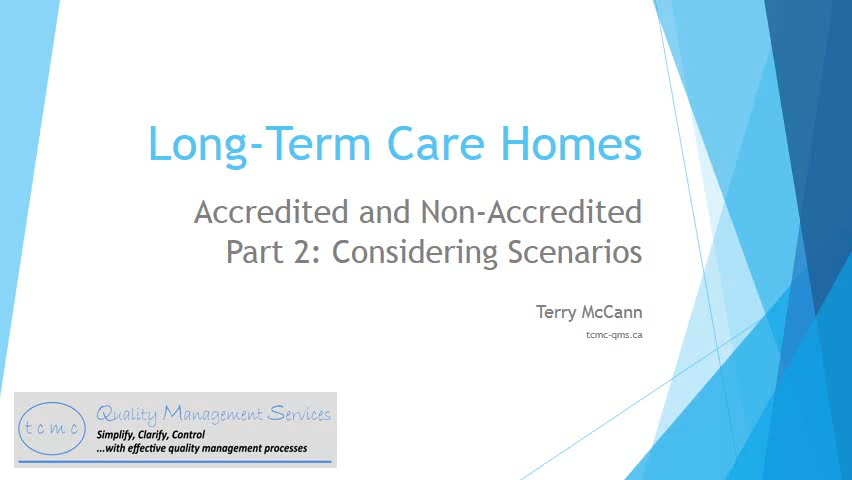 Long-Term Care Homes
Accredited and Non-Accredited
Part 2: Considering Scenarios
Terry McCann
tcmc-qms.ca
t c m c
Quality Management Services
Simplify, Clarify, Control
...with effective quality management processes